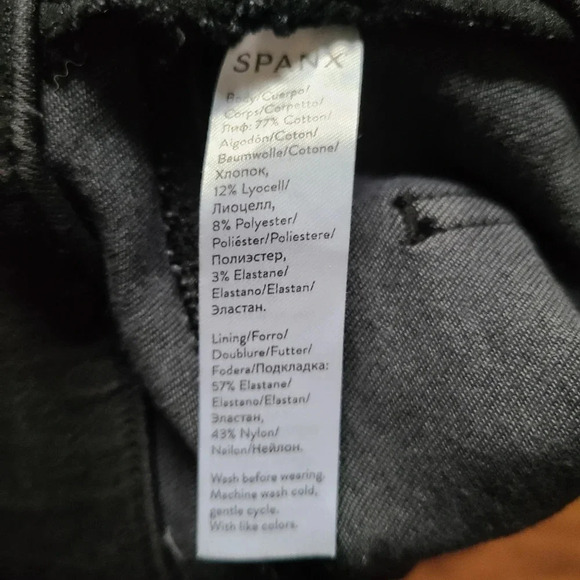 SPANX
Body/Cuerpo/
Corps/Corpetto/
Лиф: 77% Cotton/
Algodón/Coton/
Baumwolle/Cotone/
Хлопок,
12% Lyocell/
Лиоцелл,
8% Polyester/
Poliéster/Poliestere/
Полиэстер,
3% Elastane/
Elastano/Elastan/
Эластан.
Lining/Forro/
Doublure/Futter/
Fodera/Подкладка:
57% Elastane/
Elastano/Elastan/
Эластан,
43% Nylon/
Nailon/Нейлон.
Wash before wearing.
Machine wash cold,
gentle cycle.
With like colors.